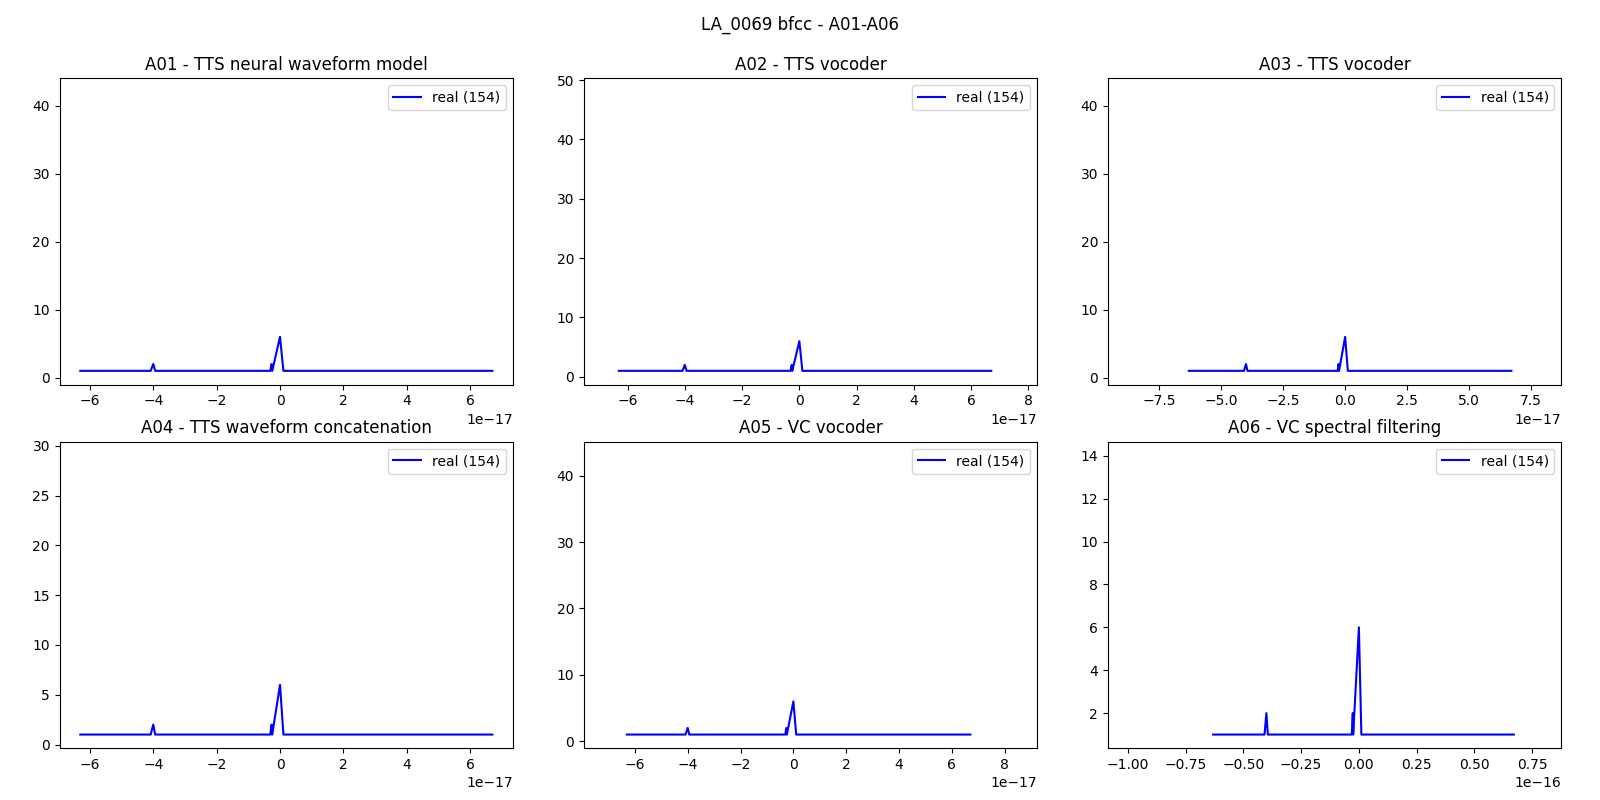 LA_0069 bfcc - A01-A06
A01 - TTS neural waveform model
40
30
20
10
0
real (154)
−6 −4 −2 0 2 4 6
1e−17
A02 - TTS vocoder
50
40
30
20
10
0
real (154)
−6 −4 −2 0 2 4 6 8
A03 - TTS vocoder
40
30
20
10
0
real (154)
−7.5 −5.0 −2.5 0.0 2.5 5.0 7.5
1e−17
A04 - TTS waveform concatenation
30
25
20
15
10
5
0
real (154)
−6 −4 −2 0 2 4 6
1e−17
A05 - VC vocoder
40
30
20
10
0
real (154)
−6 −4 −2 0 2 4 6 8
1e−17
A06 - VC spectral filtering
14
12
10
8
6
4
2
real (154)
−1.00 −0.75 −0.50 −0.25 0.00 0.25 0.50 0.75
1e−16